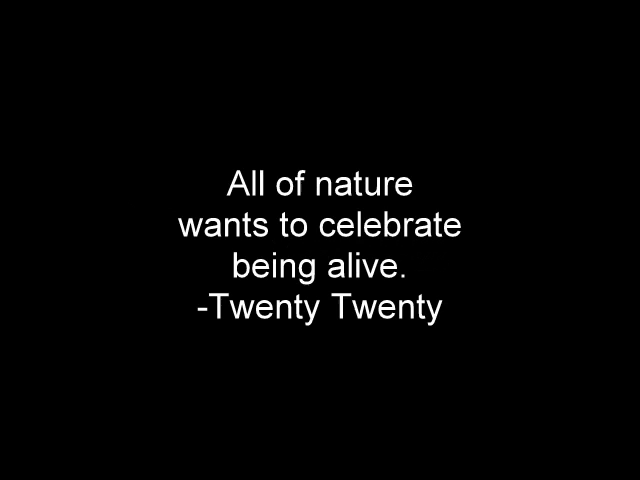 All of nature
wants to celebrate
being alive.
-Twenty Twenty